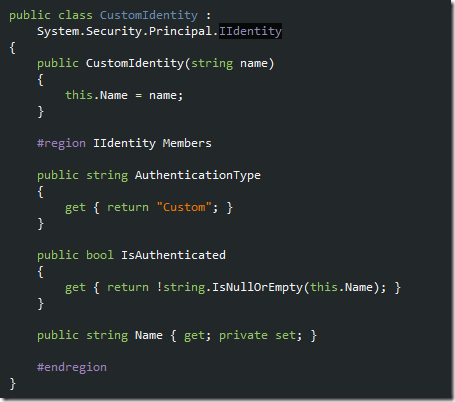 public class CustomIdentity :
    System.Security.Principal.IIdentity
{
    public CustomIdentity(string name)
    {
        this.Name = name;
    }

    #region IIdentity Members

    public string AuthenticationType
    {
        get { return "Custom"; }
    }

    public bool IsAuthenticated
    {
        get { return !string.IsNullOrEmpty(this.Name); }
    }

    public string Name { get; private set; }

    #endregion
}